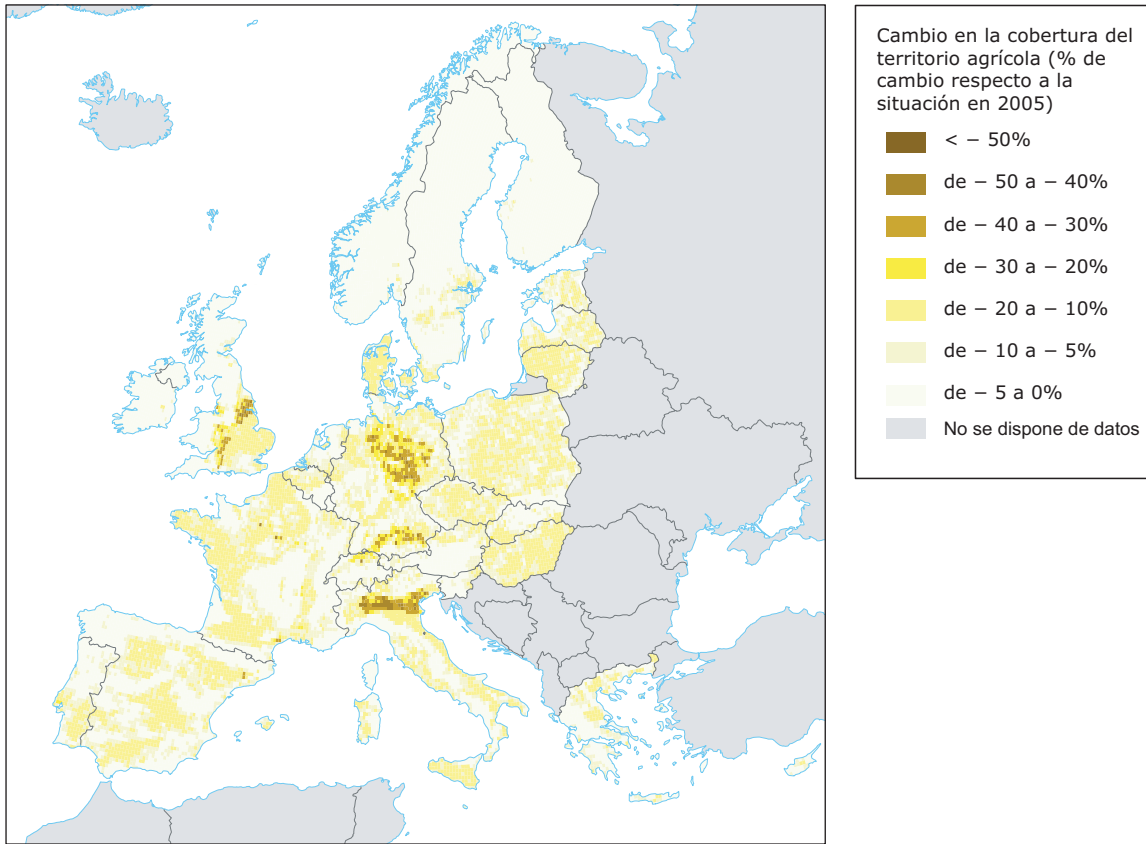 Cambio en la cobertura del
territorio agrícola (% de
cambio respecto a la
situación en 2005)
< − 50%
de − 50 a − 40%
de − 40 a − 30%
de − 30 a − 20%
de − 20 a − 10%
de − 10 a − 5%
de − 5 a 0%
No se dispone de datos